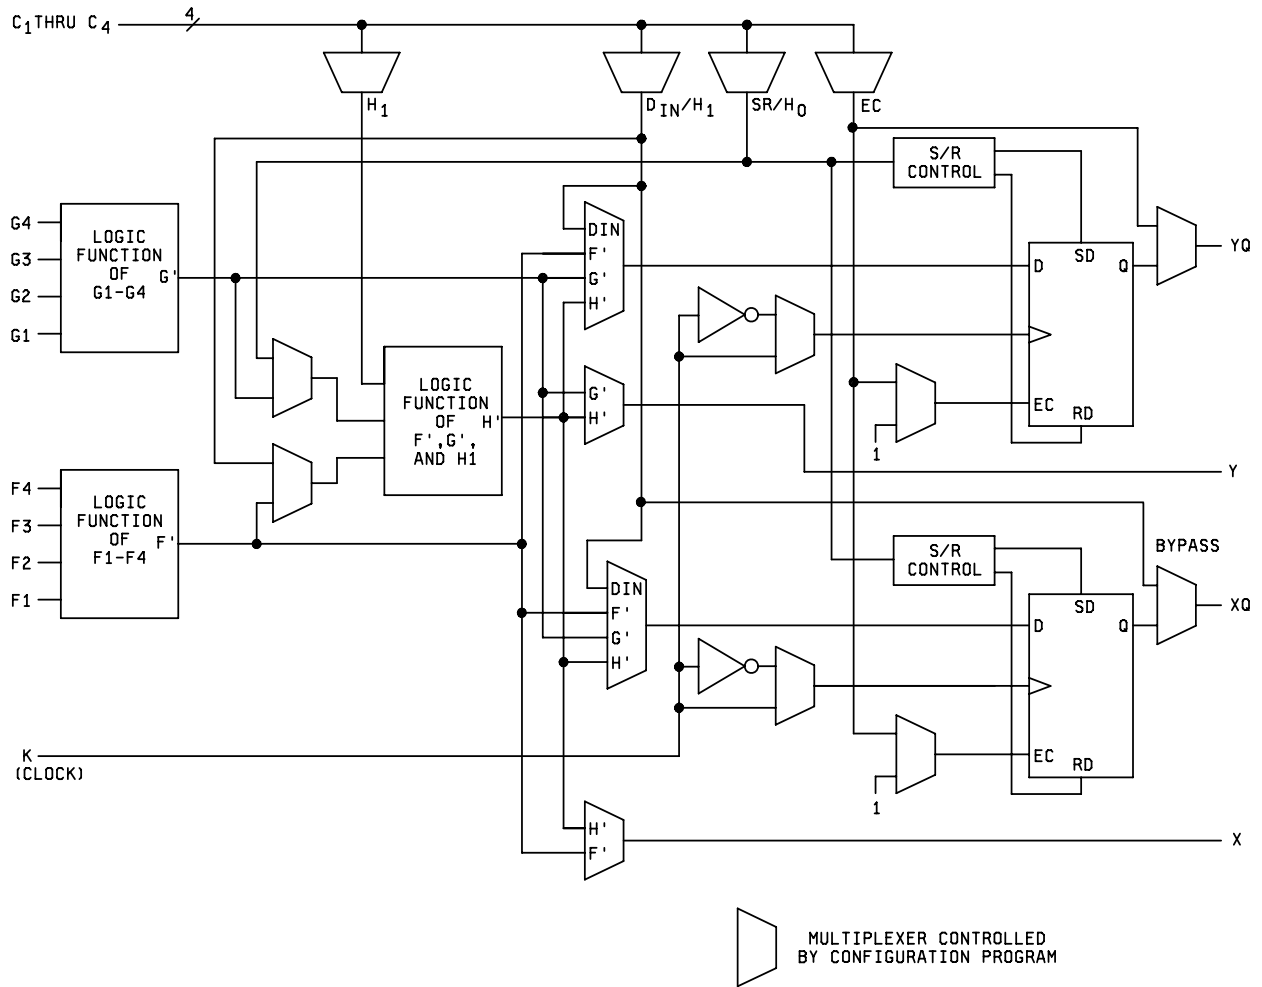 C1 THRU C4
4
H1
DIN/H1
SR/H0
EC
S/R
CONTROL
G4
G3
G2
G1
LOGIC
FUNCTION
OF
G1-G4
G'
DIN
F'
G'
H'
SD
D
Q
EC
RD
YQ
1
LOGIC
FUNCTION
OF
F',G',
AND H1
H'
G'
H'
Y
F4
F3
F2
F1
LOGIC
FUNCTION
OF
F1-F4
F'
S/R
CONTROL
BYPASS
DIN
F'
G'
H'
SD
D
Q
EC
RD
XQ
1
K
(CLOCK)
H'
F'
X
MULTIPLEXER CONTROLLED
BY CONFIGURATION PROGRAM